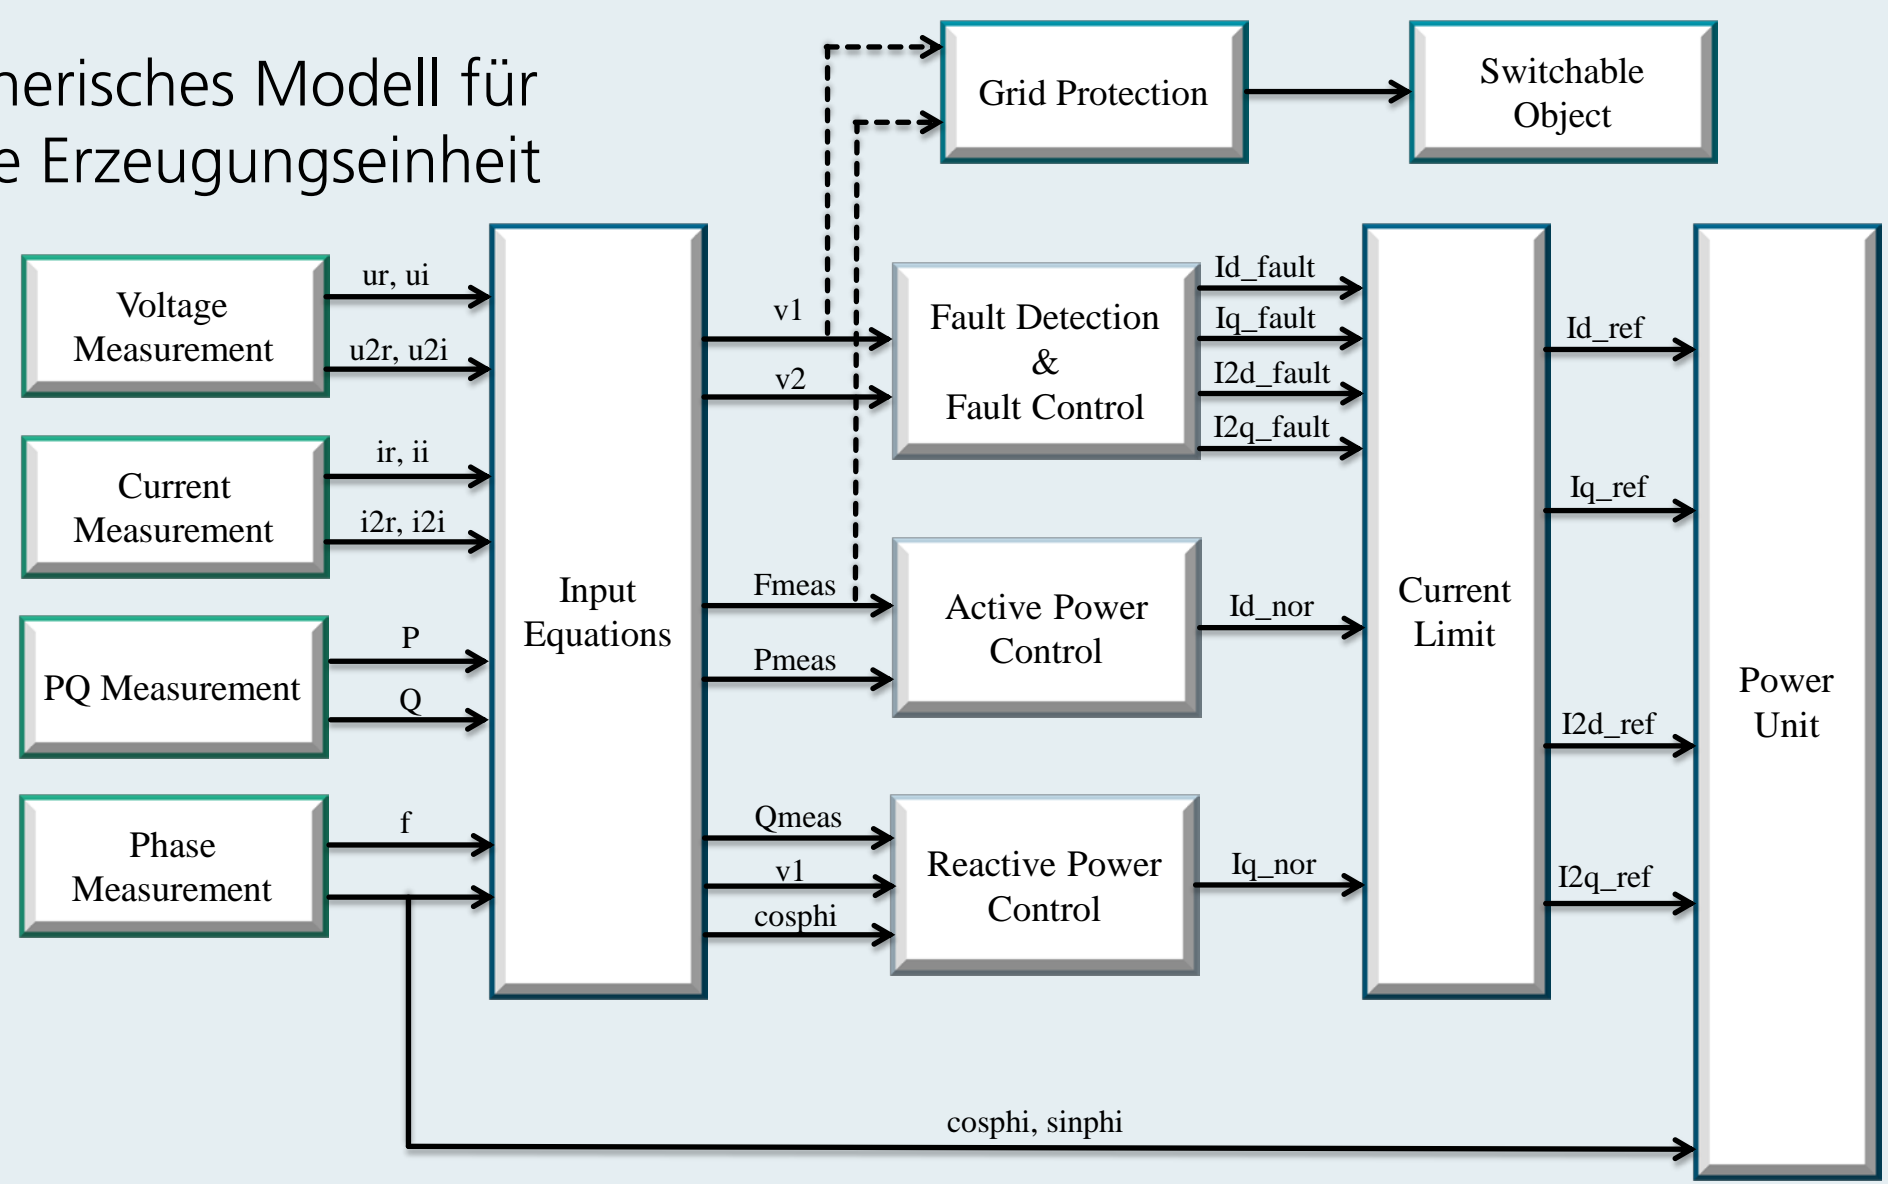 Grid Protection
Switchable
Object
Modell für
Erzeugungseinheit
Voltage
Measurement
ur, ui
u2r, u2i
Current
Measurement
ir, ii
i2r, i2i
PQ Measurement
P
Q
Phase
Measurement
f
Input
Equations
v1
v2
Fmeas
Pmeas
Qmeas
v1
cosphi
Fault Detection
&
Fault Control
Id_fault
Iq_fault
I2d_fault
I2q_fault
Active Power
Control
Id_nor
Reactive Power
Control
Iq_nor
Current
Limit
Id_ref
Iq_ref
I2d_ref
I2q_ref
Power
Unit
cosphi, sinphi